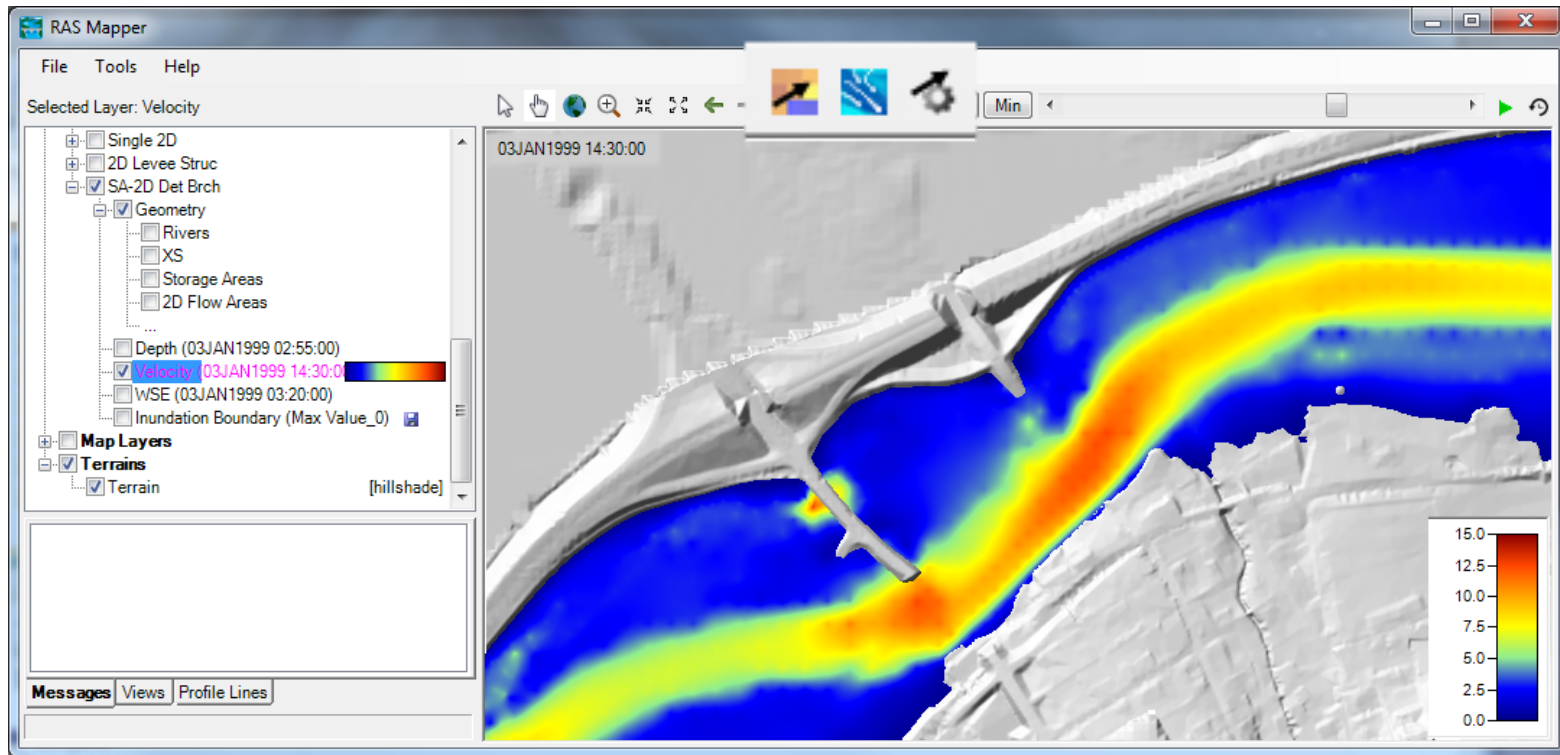 RAS Mapper
File Tools Help
Selected Layer: Velocity
Min
Single 2D
2D Levee Struc
SA-2D Det Brch
Geometry
Rivers
XS
Storage Areas
2D Flow Areas
...
Depth (03JAN1999 02:55:00)
Velocity (03JAN1999 14:30:0
WSE (03JAN1999 03:20:00)
Inundation Boundary (Max Value_0)
Map Layers
Terrains
Terrain [hillshade]
Messages Views Profile Lines
03JAN1999 14:30:00
15.0
12.5
10.0
7.5
5.0
2.5
0.0